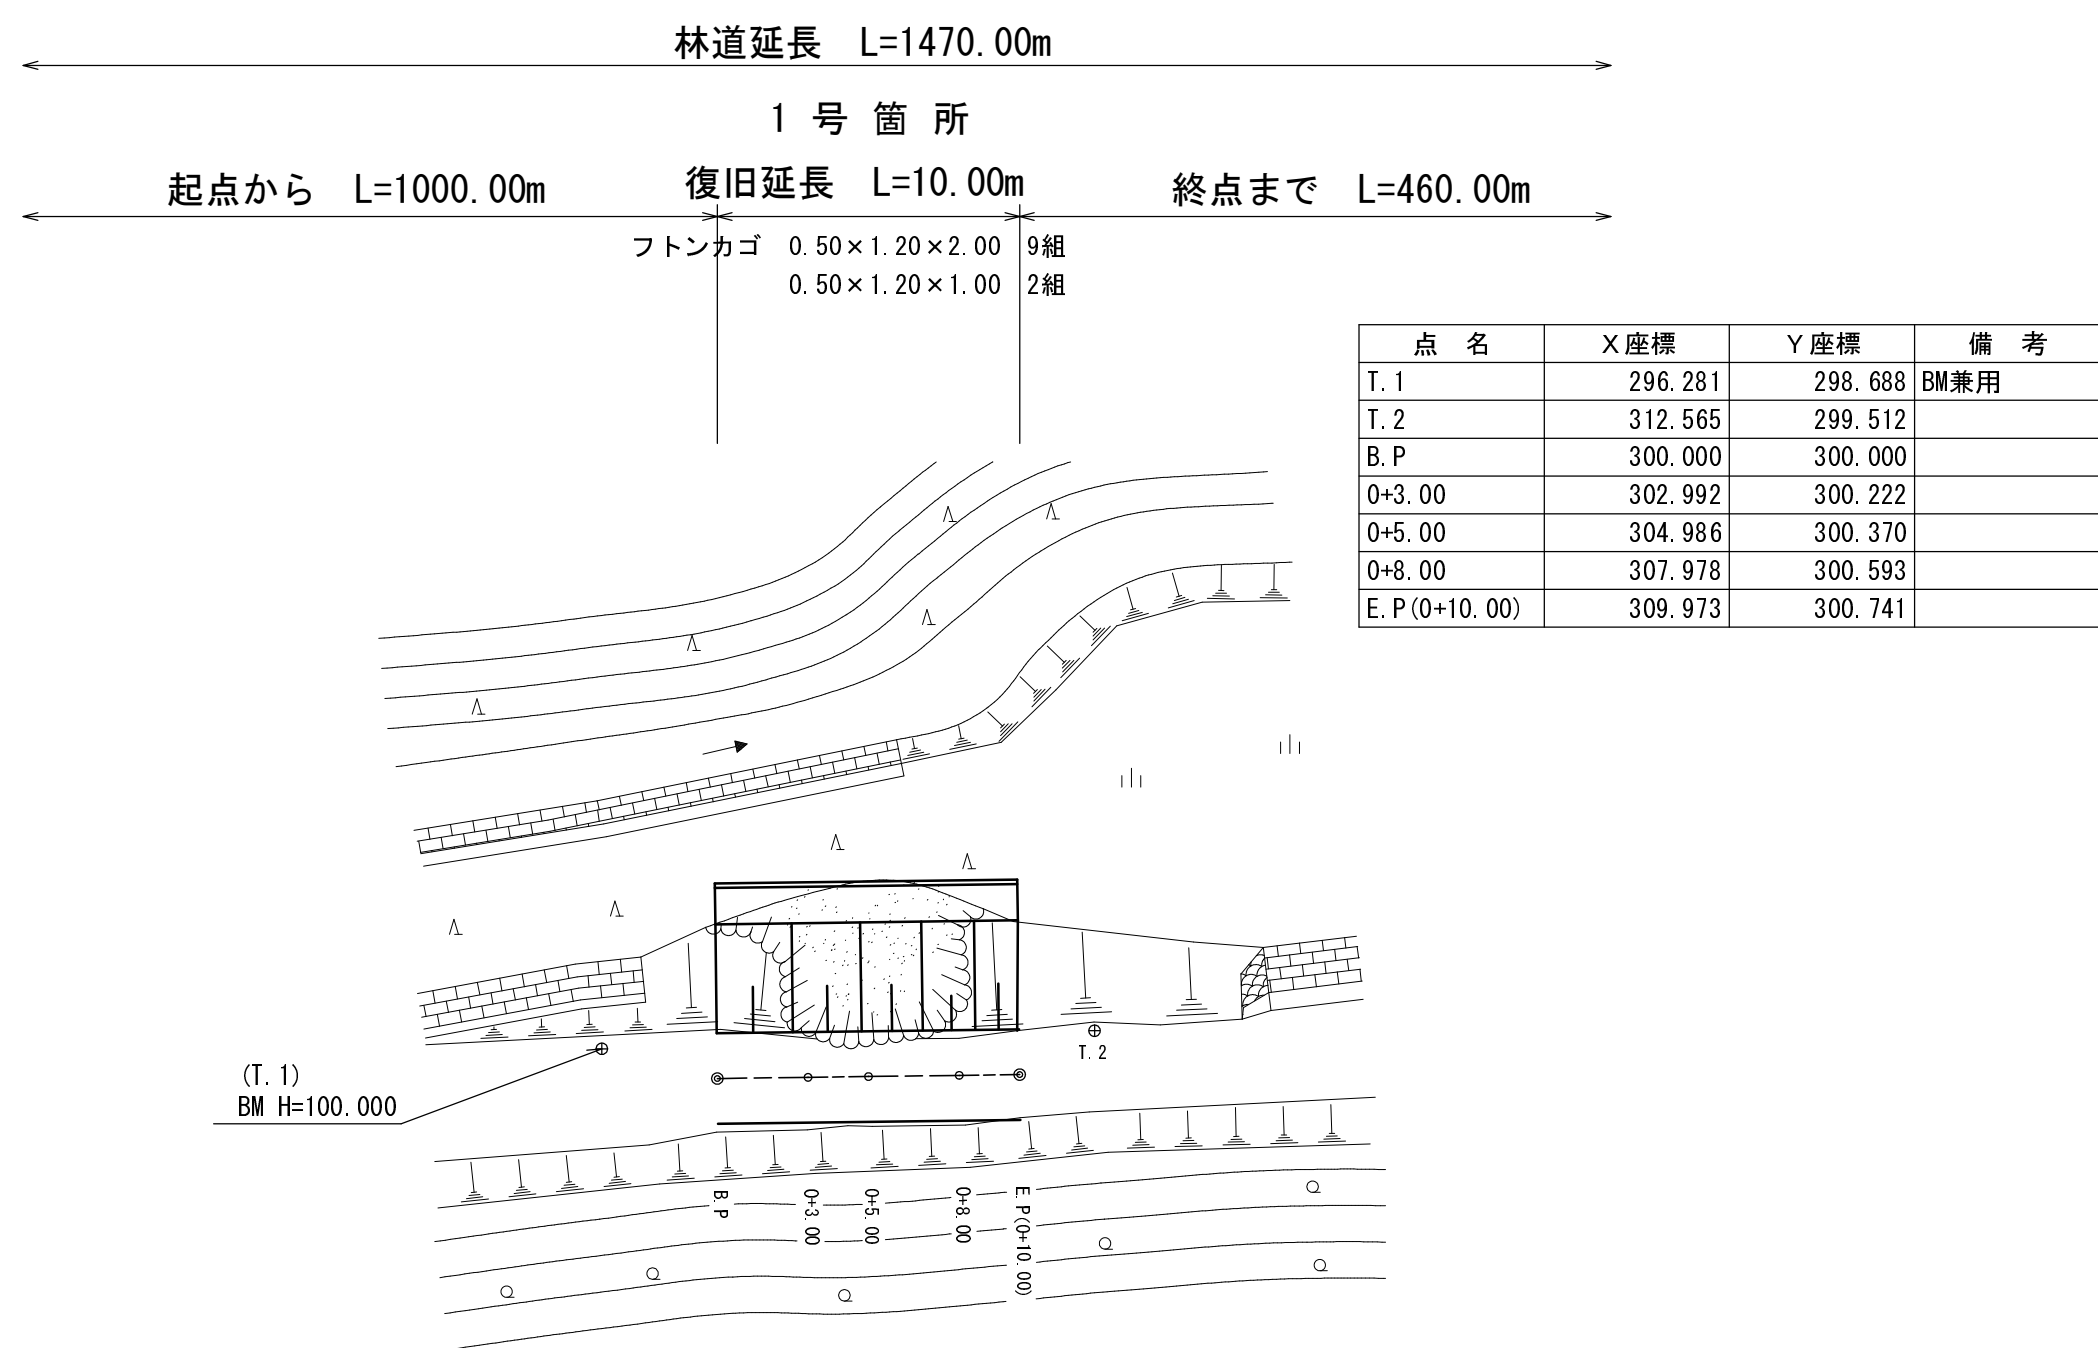 林道延長　L=1470.00m
1 号 箇 所
起点から　L=1000.00m
復旧延長　L=10.00m
終点まで　L=460.00m
フトンカゴ　0.50×1.20×2.00　9組
0.50×1.20×1.00　2組
点　名 X座標 Y座標 備　考
T.1 296.281 298.688 BM兼用
T.2 312.565 299.512
B.P 300.000 300.000
0+3.00 302.992 300.222
0+5.00 304.986 300.370
0+8.00 307.978 300.593
E.P(0+10.00) 309.973 300.741
T.2
(T.1)
BM H=100.000
B.P
0+3.00
0+5.00
0+8.00
E.P(0+10.00)